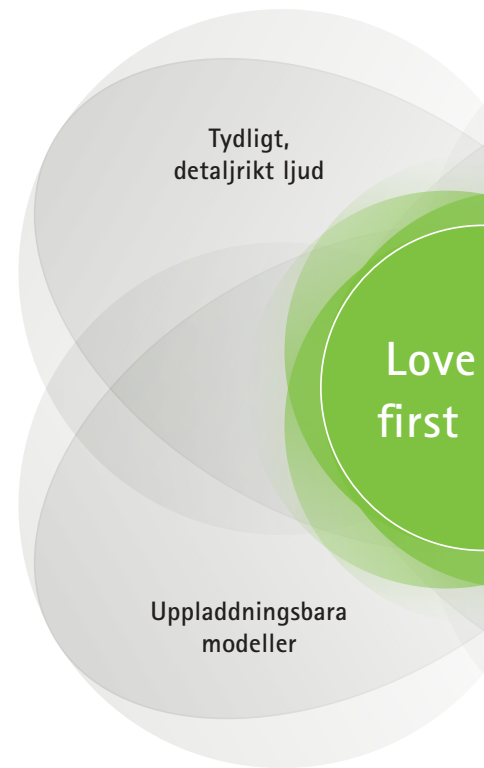 Tydligt,
detaljrikt ljud
Love
first
Uppladdningsbara
modeller